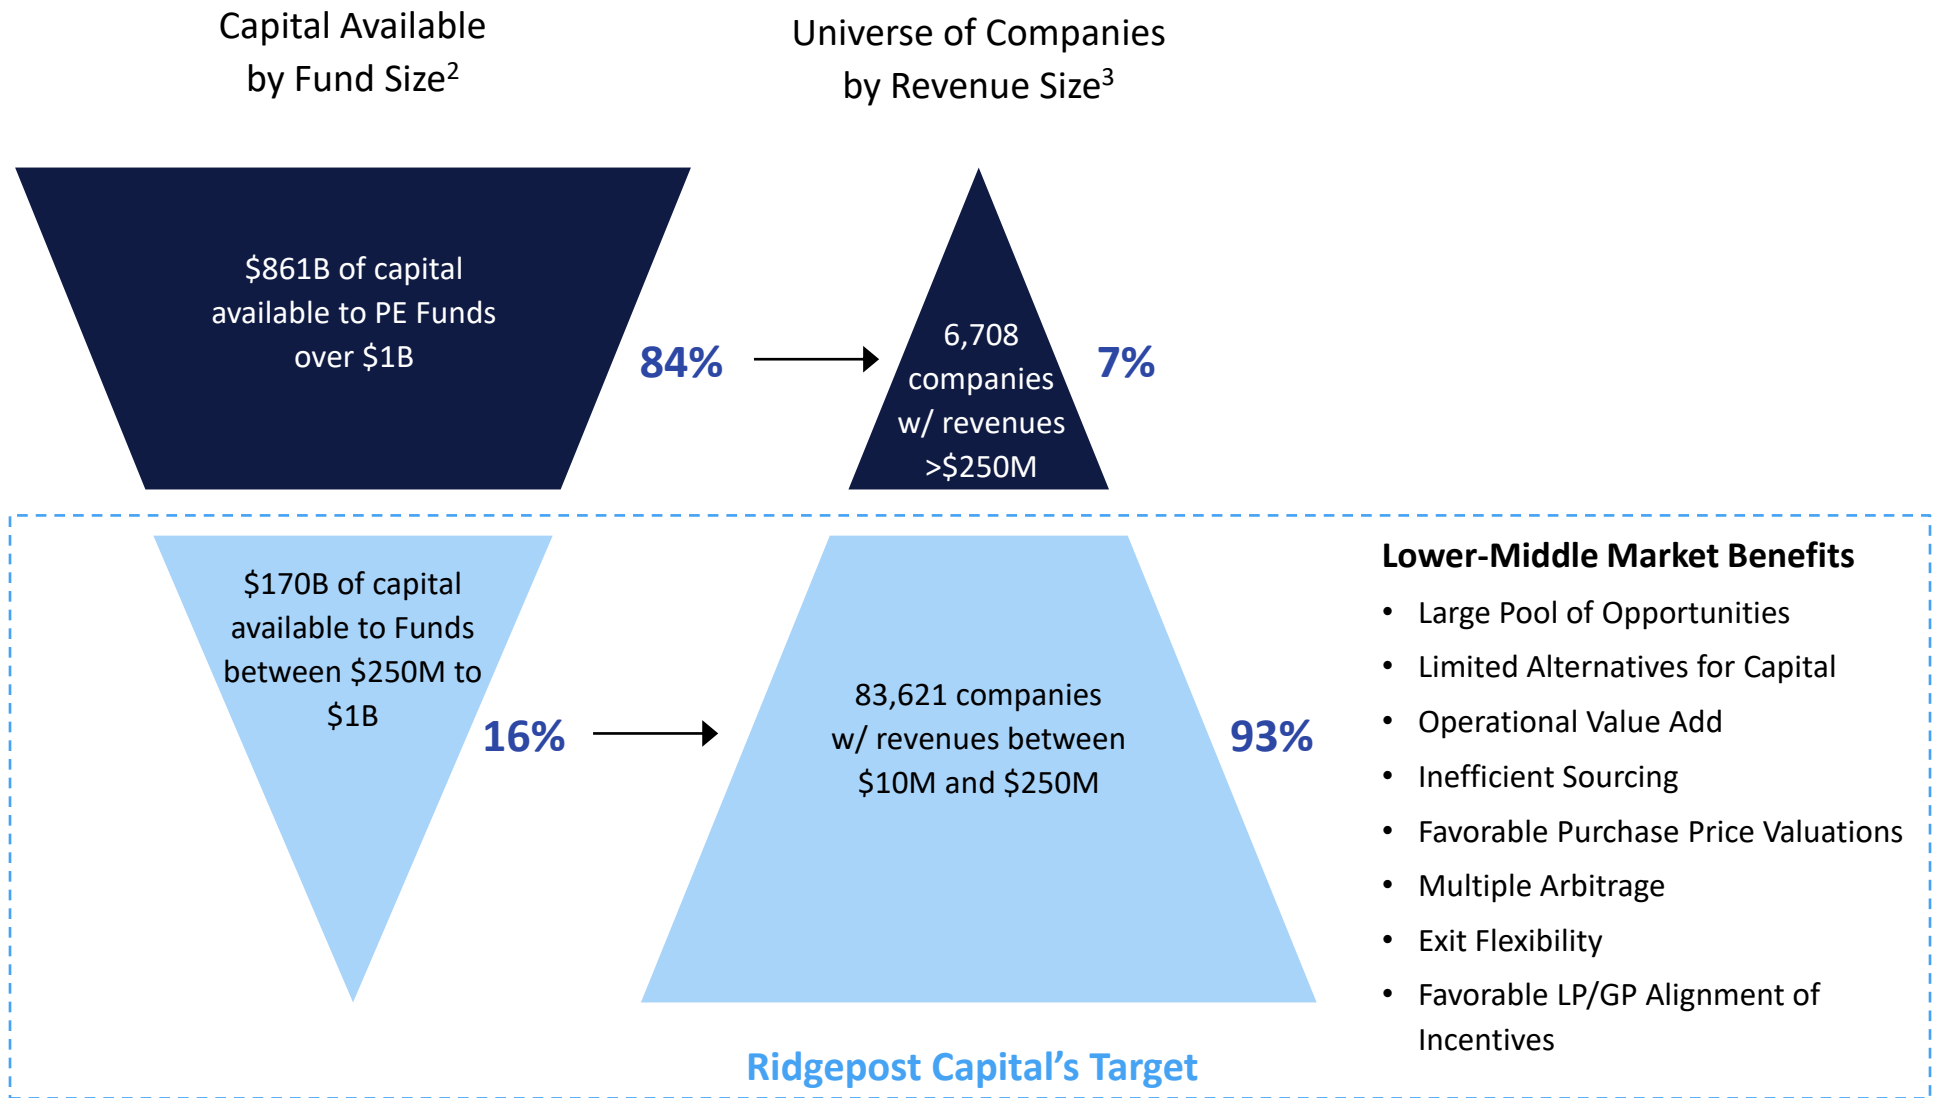 Capital Available
by Fund Size2
Universe of Companies
by Revenue Size3
$861B of capital
available to PE Funds
over $1B
84%
6,708
companies
w/ revenues
>$250M
7%
$170B of capital
available to Funds
between $250M to
$1B
16%
83,621 companies
w/ revenues between
$10M and $250M
93%
Lower-Middle Market Benefits
• Large Pool of Opportunities
• Limited Alternatives for Capital
• Operational Value Add
• Inefficient Sourcing
• Favorable Purchase Price Valuations
• Multiple Arbitrage
• Exit Flexibility
• Favorable LP/GP Alignment of
Incentives
Ridgepost Capital’s Target